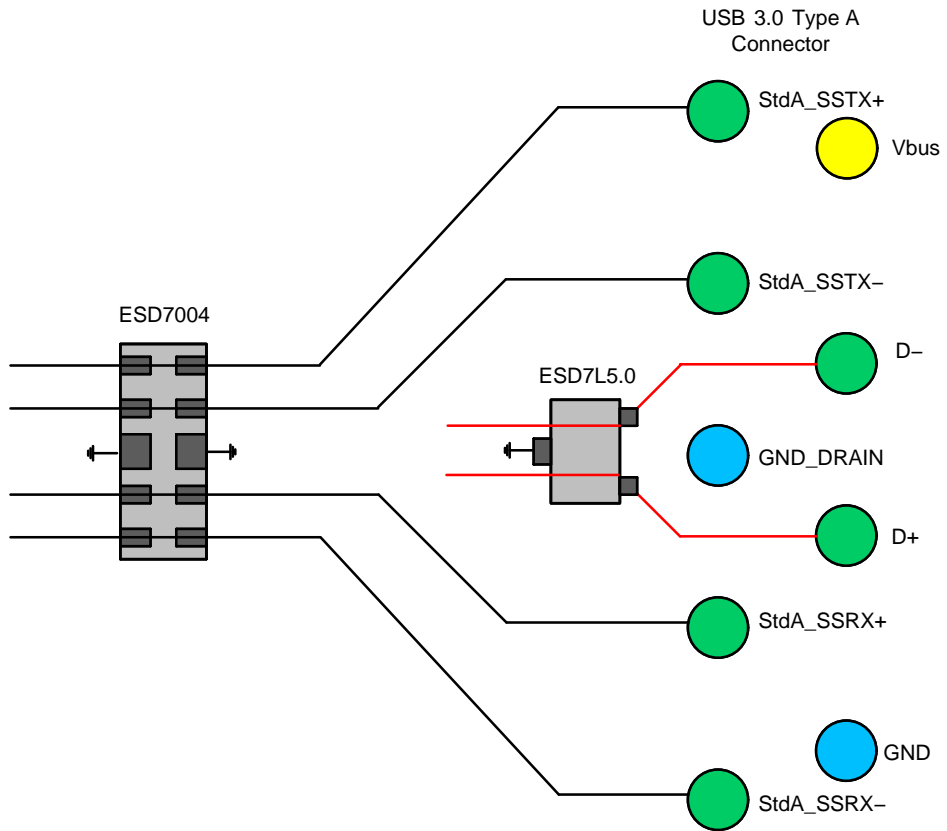 USB 3.0 Type A
Connector
StdA_SSTX+
Vbus
StdA_SSTX−
ESD7004
D−
ESD7L5.0
GND_DRAIN
D+
StdA_SSRX+
GND
StdA_SSRX−